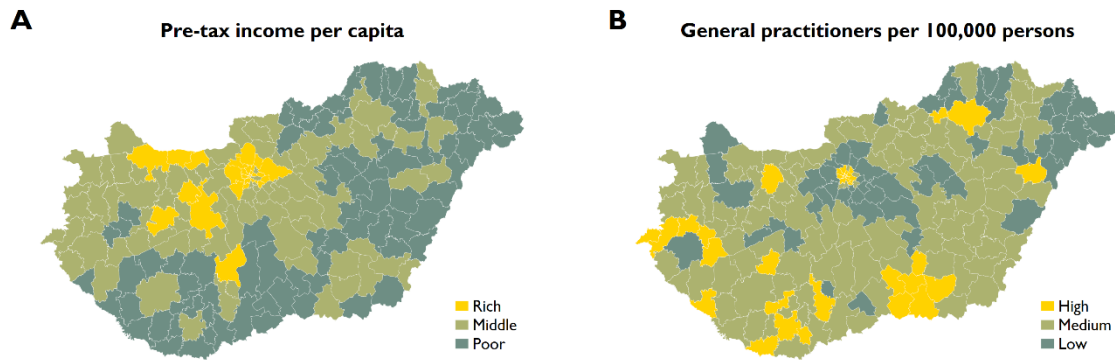 A
Pre-tax income per capita
Rich
Middle
Poor
B
General practitioners per 100,000 persons
High
Medium
Low